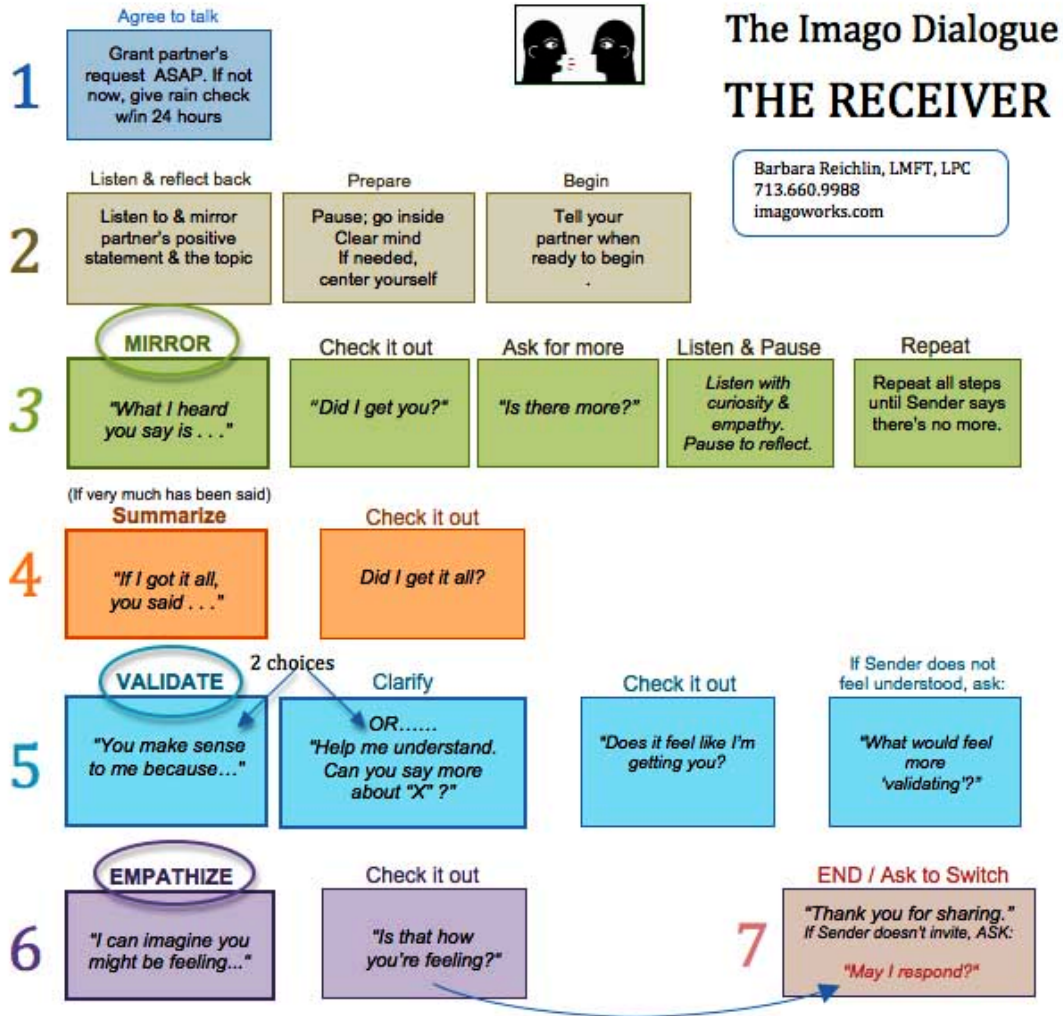 The Imago Dialogue
THE RECEIVER
Barbara Reichlin, LMFT, LPC
713.660.9988
imagoworks.com
1
Agree to talk
Grant partner's
request ASAP. If not
now, give rain check
w/in 24 hours
2
Listen & reflect back
Listen to & mirror
partner's positive
statement & the topic
Prepare
Pause; go inside
Clear mind
If needed,
center yourself
Begin
Tell your
partner when
ready to begin
.
3
MIRROR
"What I heard
you say is . . ."
Check it out
"Did I get you?"
Ask for more
"Is there more?"
Listen & Pause
Listen with
curiosity &
empathy.
Pause to reflect.
Repeat
Repeat all steps
until Sender says
there's no more.
4
(If very much has been said)
Summarize
"If I got it all,
you said . . ."
Check it out
Did I get it all?
5
VALIDATE
2 choices
"You make sense
to me because…"
Clarify
OR……
"Help me understand.
Can you say more
about "X" ?"
Check it out
"Does it feel like I'm
getting you?
If Sender does not
feel understood, ask:
"What would feel
more
'validating'?"
6
EMPATHIZE
"I can imagine you
might be feeling..."
Check it out
"Is that how
you're feeling?"
7
END / Ask to Switch
"Thank you for sharing."
If Sender doesn't invite, ASK:
"May I respond?"